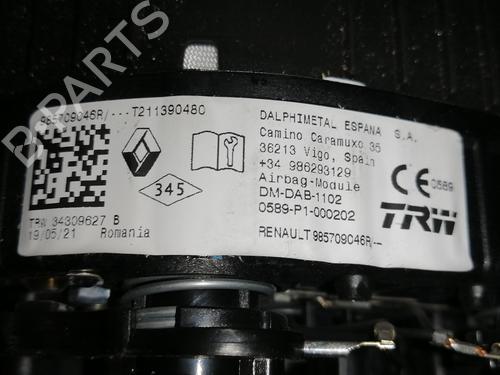 985709046R/---T211390480
345
TRW 34309627 B
19/05/21 Romania
DALPHIMETAL ESPANA S.A.
Camino Caramuxo 35
36213 Vigo, Spain
+34 986293129
Airbag-Module
DM-DAB-1102
0589-P1-000202
RENAULT 985709046R/--
CE 0589
TRW
B-PARTS